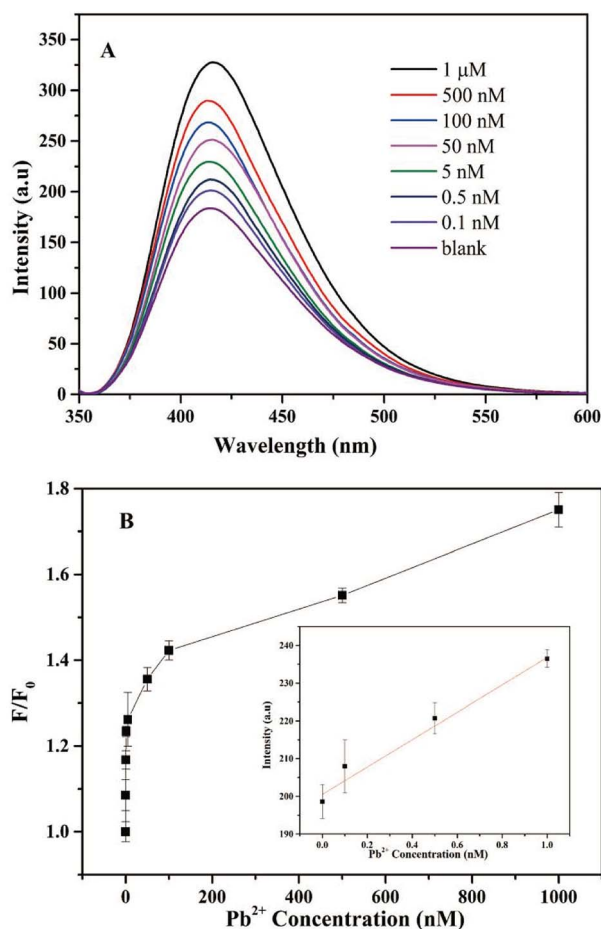 A
350
300
250
200
150
100
50
0
Intensity (a.u)
1 μM
500 nM
100 nM
50 nM
5 nM
0.5 nM
0.1 nM
blank
350 400 450 500 550 600
Wavelength (nm)
B
1.8
1.6
1.4
1.2
1.0
F/F0
240
230
220
210
200
190
Intensity (a.u)
0.0 0.2 0.4 0.6 0.8 1.0
Pb2+ Concentration (nM)
0 200 400 600 800 1000
Pb2+ Concentration (nM)